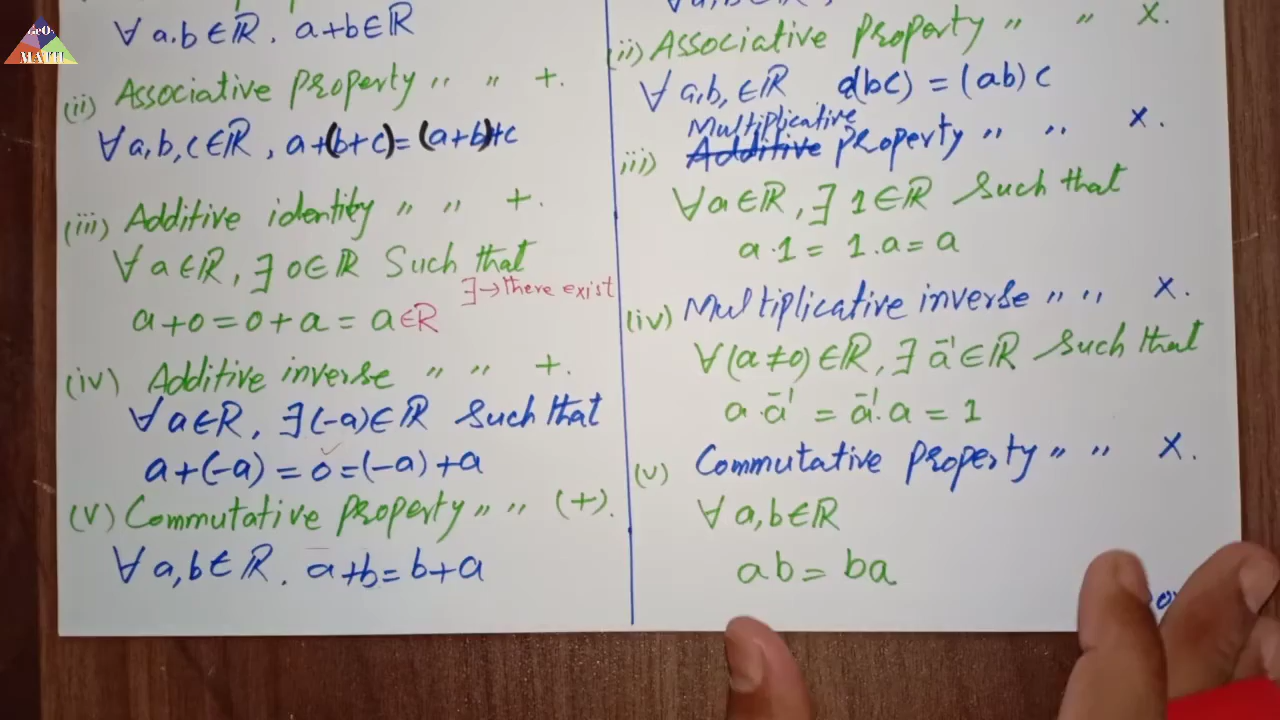 GeO
MATH
∀ a,b ∈ ℝ, a+b ∈ ℝ
(ii) Associative property " " +.
∀ a,b,c ∈ ℝ, a+(b+c)=(a+b)+c
(iii) Additive identity " " +.
∀ a ∈ ℝ, ∃ 0 ∈ ℝ Such that
∃→there exist
a+0=0+a=a∈R
(iv) Additive inverse " " +.
∀ a∈R, ∃(-a)∈ℝ Such that
a+(-a)=0=(-a)+a
(V) Commutative property " " (+).
∀ a,b∈ℝ. a+b=b+a
(ii) Associative property " " ×.
∀ a,b, ∈ℝ a(bc) = (ab) c
Multiplicative
iii) Additive property " " ×.
∀a∈ℝ, ∃ 1∈ℝ Such that
a·1 = 1.a = a
(iv) Multiplicative inverse " " ×.
∀(a≠0)∈ℝ, ∃ a⁻¹∈ℝ Such that
a·a⁻¹ = a⁻¹.a = 1
(v) Commutative property " " ×.
∀ a,b∈ℝ
ab = ba